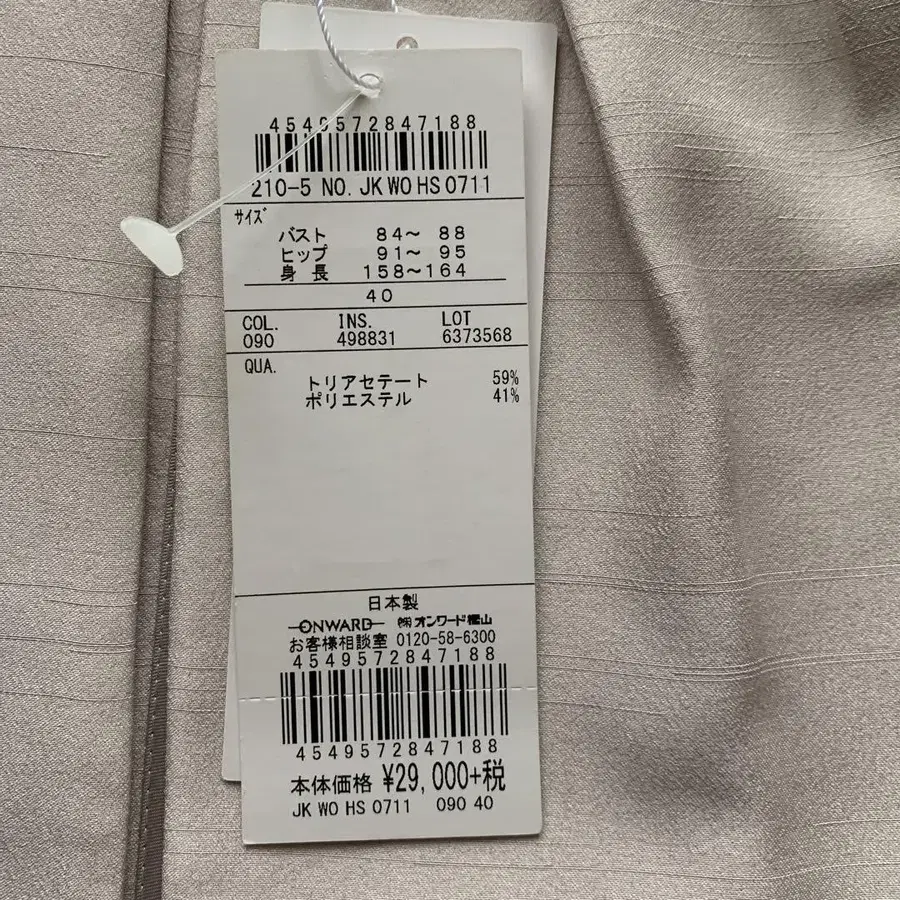 4549572847188
210-5 NO. JK WO HS 0711
サイズ
バスト 84～ 88
ヒップ 91～ 95
身 長 158～164
40
COL. INS. LOT
090 498831 6373568
QUA.
トリアセテート 59%
ポリエステル 41%
日本製
ONWARD ㈱オンワード樫山
お客様相談室 0120-58-6300
4549572847188
4549572847188
本体価格 ¥29,000+税
JK WO HS 0711 090 40